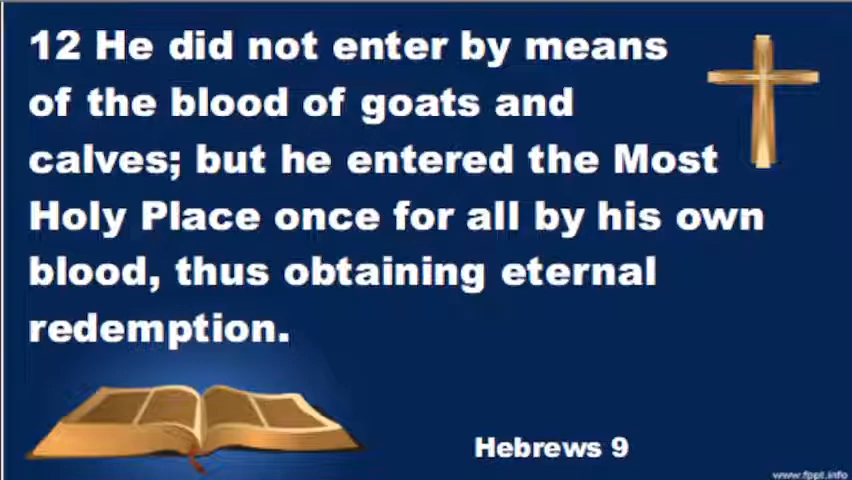 12 He did not enter by means
of the blood of goats and
calves; but he entered the Most
Holy Place once for all by his own
blood, thus obtaining eternal
redemption.
Hebrews 9
www.fppt.info